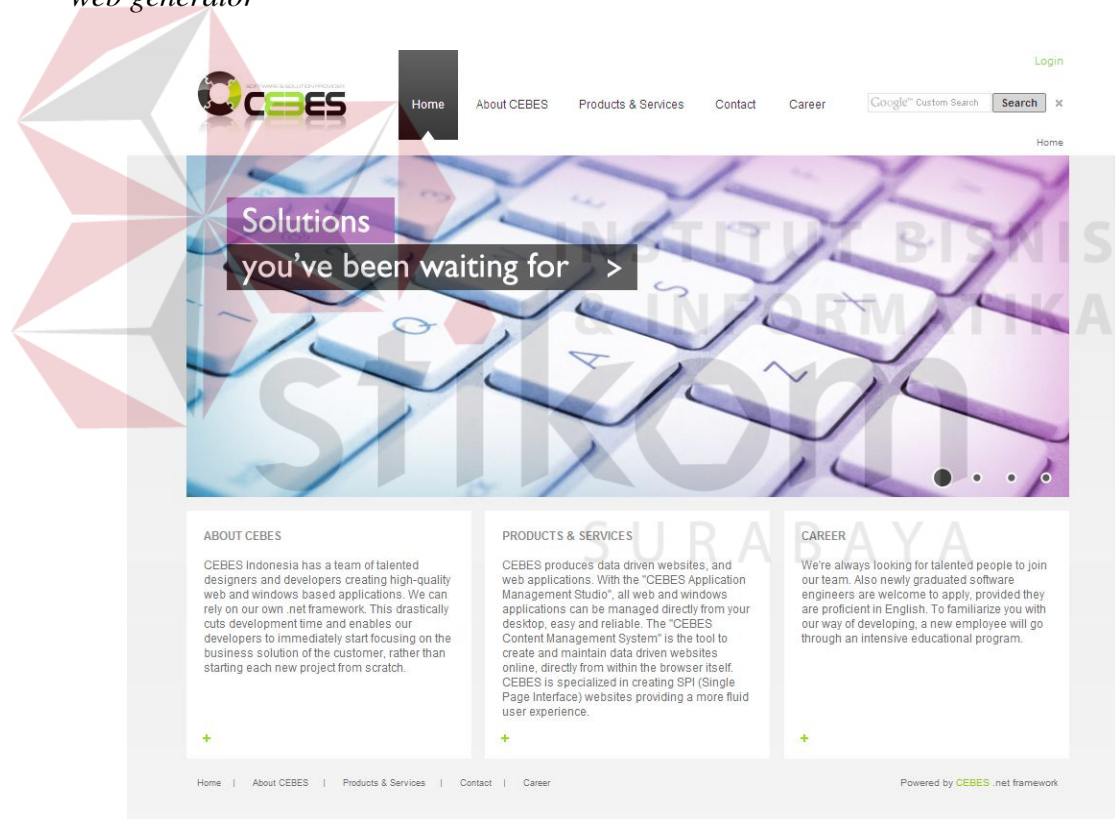 web generator
Login
SOFTWARE & SOLUTION PROVIDER
CEBES
Home About CEBES Products & Services Contact Career Google™ Custom Search Search ×
Home
Solutions
you've been waiting for >
INSTITUT BISNIS
& INFORMATIKA
stikom
SURABAYA
ABOUT CEBES
CEBES Indonesia has a team of talented
designers and developers creating high-quality
web and windows based applications. We can
rely on our own .net framework. This drastically
cuts development time and enables our
developers to immediately start focusing on the
business solution of the customer, rather than
starting each new project from scratch.
+
PRODUCTS & SERVICES
CEBES produces data driven websites, and
web applications. With the "CEBES Application
Management Studio", all web and windows
applications can be managed directly from your
desktop, easy and reliable. The "CEBES
Content Management System" is the tool to
create and maintain data driven websites
online, directly from within the browser itself.
CEBES is specialized in creating SPI (Single
Page Interface) websites providing a more fluid
user experience.
+
CAREER
We're always looking for talented people to join
our team. Also newly graduated software
engineers are welcome to apply, provided they
are proficient in English. To familiarize you with
our way of developing, a new employee will go
through an intensive educational program.
+
Home | About CEBES | Products & Services | Contact | Career
Powered by CEBES .net framework